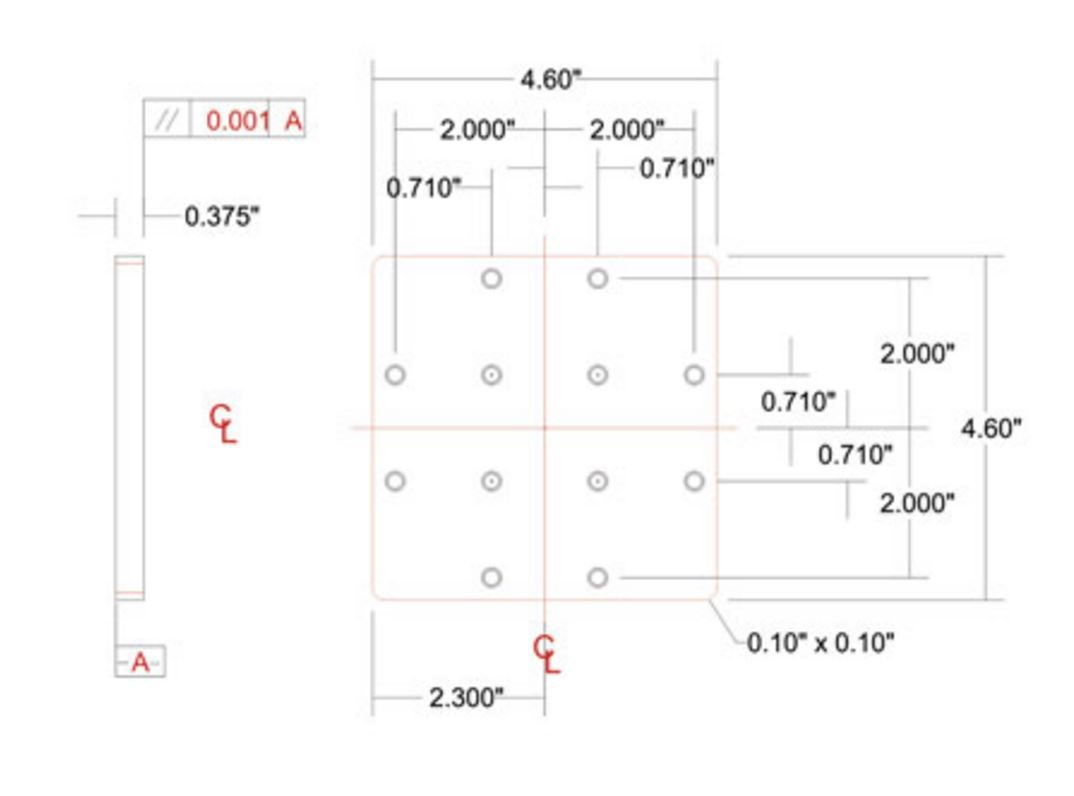 4.60"
// 0.001 A
2.000" 2.000"
0.710"
0.710"
0.375"
2.000"
0.710"
CL
4.60"
0.710"
2.000"
0.10" x 0.10"
CL
A
2.300"